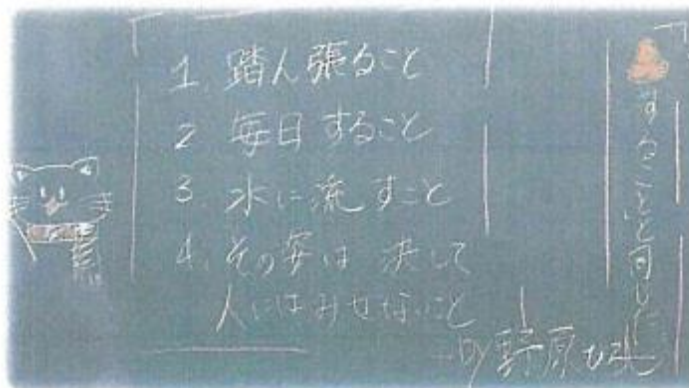 1. 踏ん張ること
2 毎日すること
3. 水に流すこと
4. その姿は決して
人にはみせないこと
すことと同じだ
by 野原ひろし